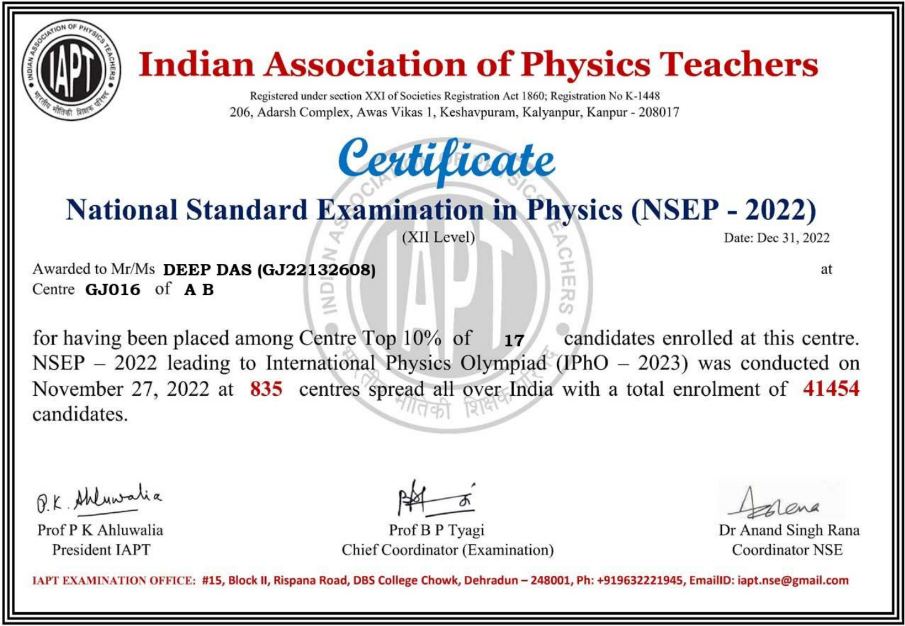 INDIAN ASSOCIATION OF PHYSICS TEACHERS
IAPT
भारतीय भौतिकी शिक्षक परिषद
Indian Association of Physics Teachers
Registered under section XXI of Societies Registration Act 1860; Registration No K-1448
206, Adarsh Complex, Awas Vikas 1, Keshavpuram, Kalyanpur, Kanpur - 208017
Certificate
National Standard Examination in Physics (NSEP - 2022)
(XII Level)
Date: Dec 31, 2022
Awarded to Mr/Ms DEEP DAS (GJ22132608) at
Centre GJ016 of A B
for having been placed among Centre Top 10% of 17 candidates enrolled at this centre.
NSEP – 2022 leading to International Physics Olympiad (IPhO – 2023) was conducted on
November 27, 2022 at 835 centres spread all over India with a total enrolment of 41454
candidates.
P.K. Ahluwalia
Prof P K Ahluwalia
President IAPT
Prof B P Tyagi
Chief Coordinator (Examination)
Dr Anand Singh Rana
Coordinator NSE
IAPT EXAMINATION OFFICE: #15, Block II, Rispana Road, DBS College Chowk, Dehradun – 248001, Ph: +919632221945, EmailID: iapt.nse@gmail.com